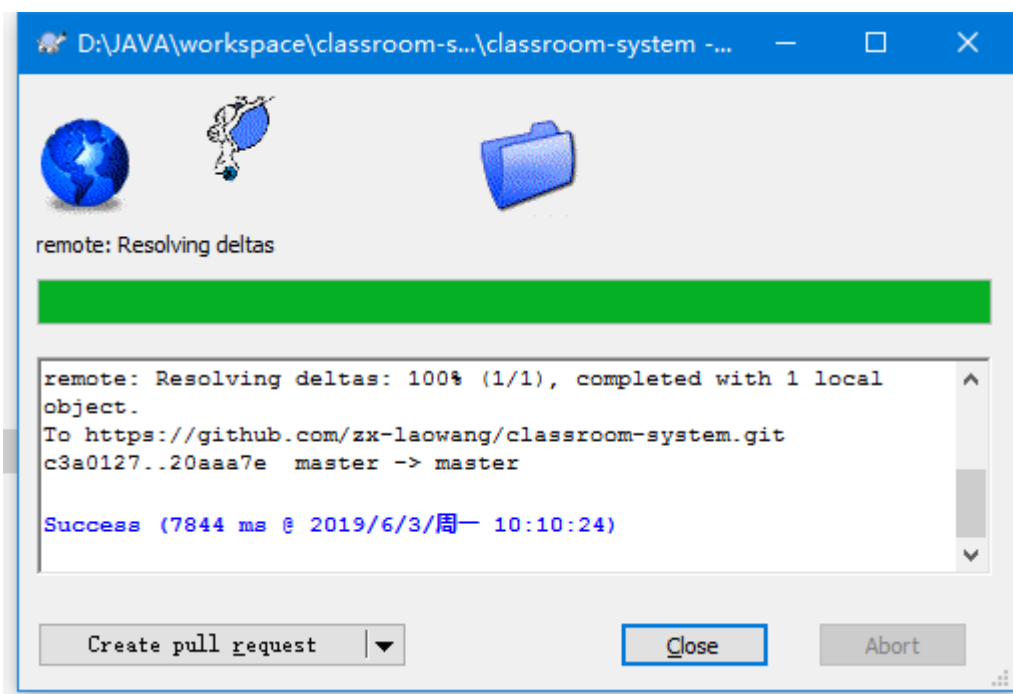 D:\JAVA\workspace\classroom-s...\classroom-system -...
remote: Resolving deltas
remote: Resolving deltas: 100% (1/1), completed with 1 local
object.
To https://github.com/zx-laowang/classroom-system.git
c3a0127..20aaa7e  master -> master
Success (7844 ms @ 2019/6/3/周一 10:10:24)
Create pull request
Close
Abort